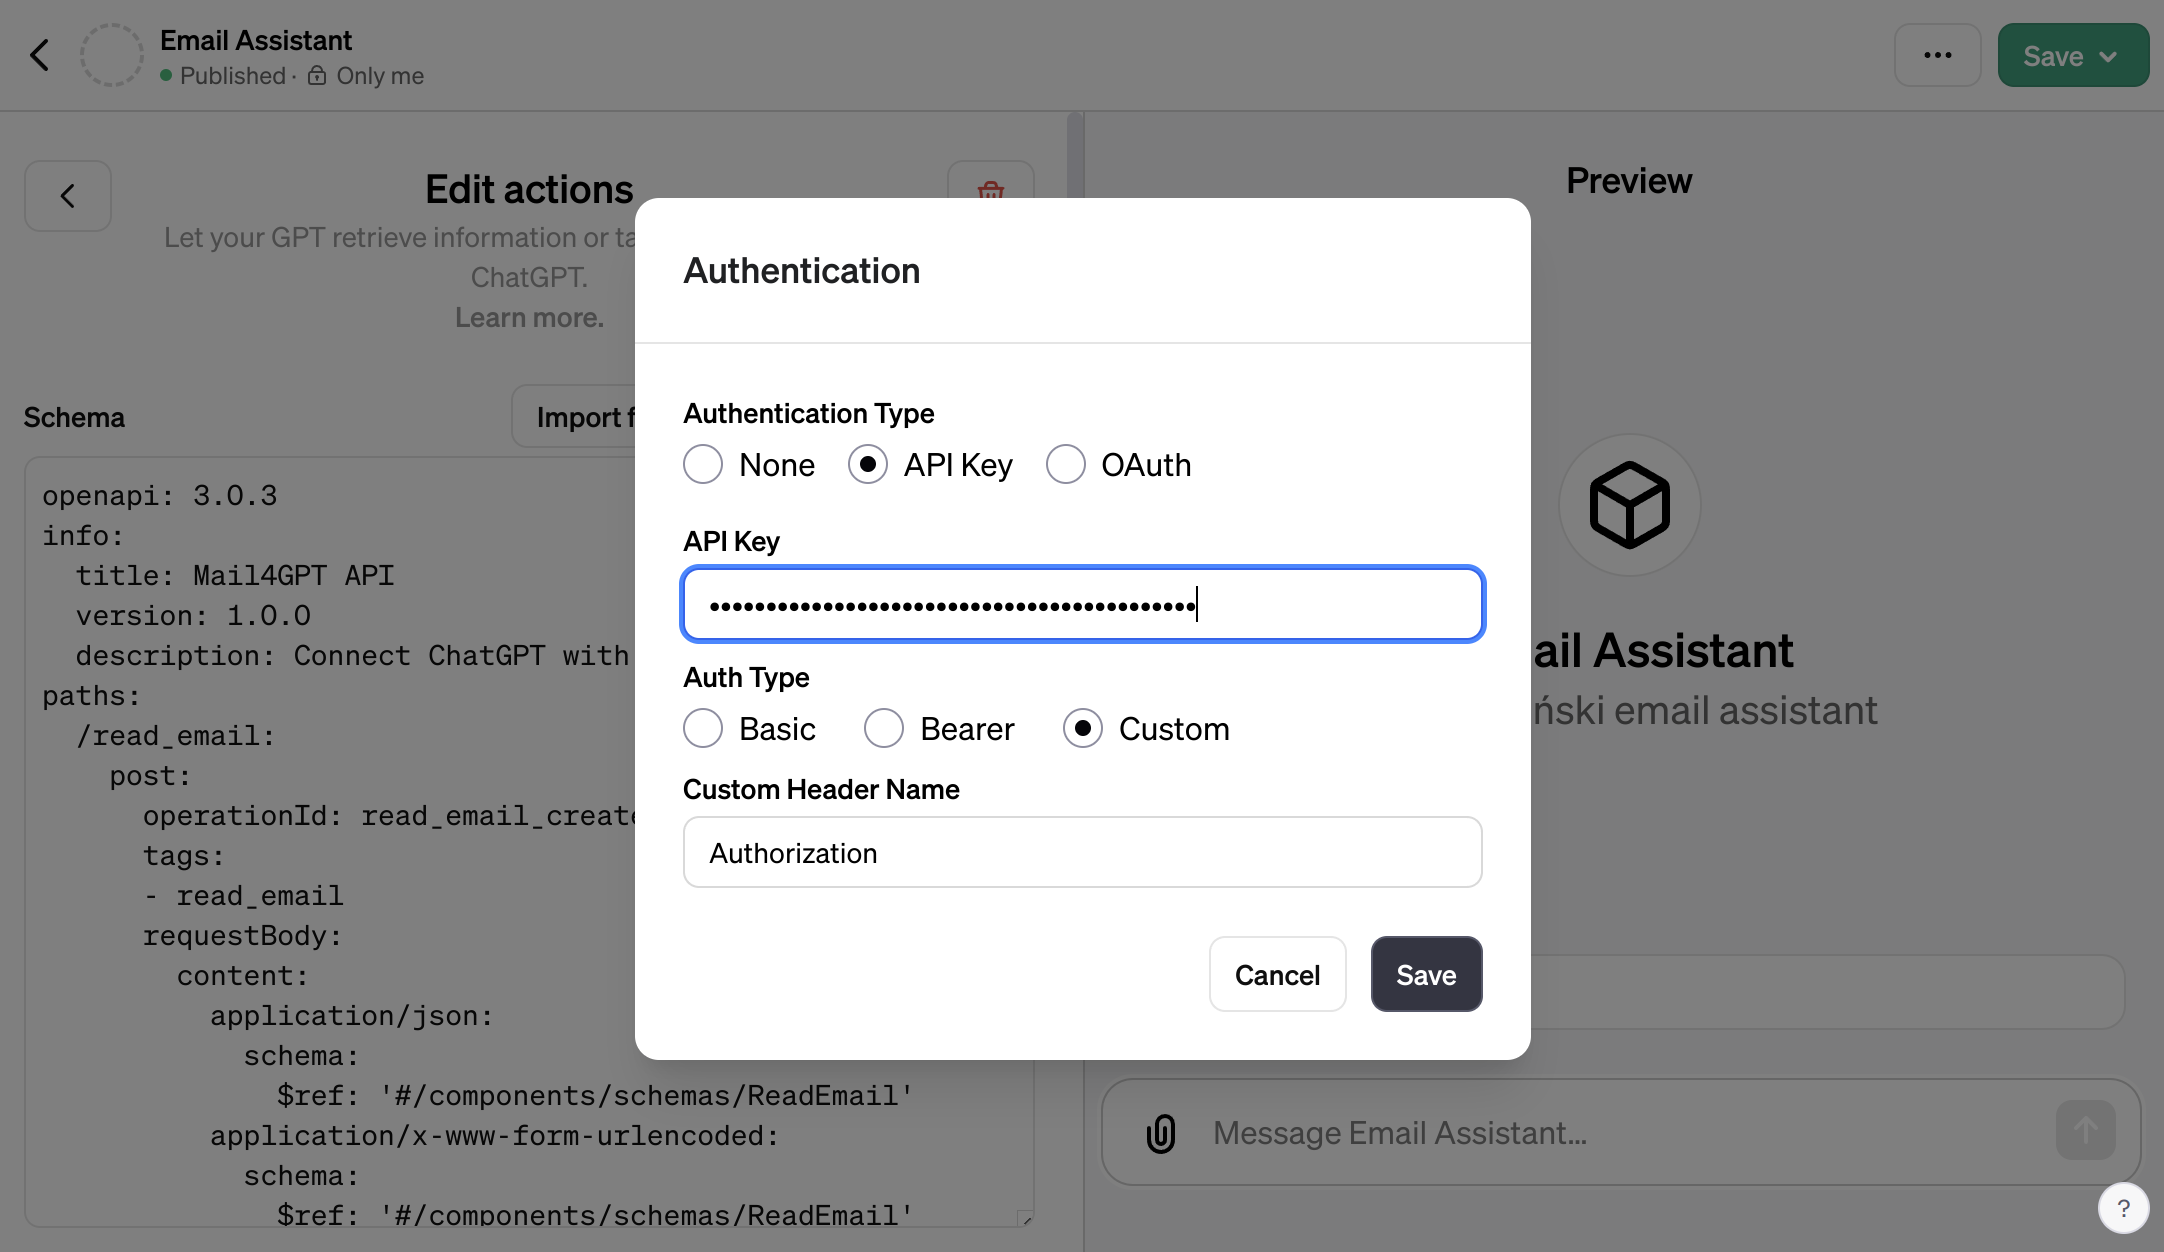 Email Assistant
Published · Only me
Save
Edit actions
Let your GPT retrieve information or ta
ChatGPT.
Learn more.
Schema
Import f
openapi: 3.0.3
info:
title: Mail4GPT API
version: 1.0.0
description: Connect ChatGPT with
paths:
/read_email:
post:
operationId: read_email_create
tags:
- read_email
requestBody:
content:
application/json:
schema:
$ref: '#/components/schemas/ReadEmail'
application/x-www-form-urlencoded:
schema:
$ref: '#/components/schemas/ReadEmail'
Authentication
Authentication Type
None
API Key
OAuth
API Key
•••••••••••••••••••••••••••••••••••••••••••
Auth Type
Basic
Bearer
Custom
Custom Header Name
Authorization
Cancel
Save
Preview
ail Assistant
ński email assistant
Message Email Assistant...
?